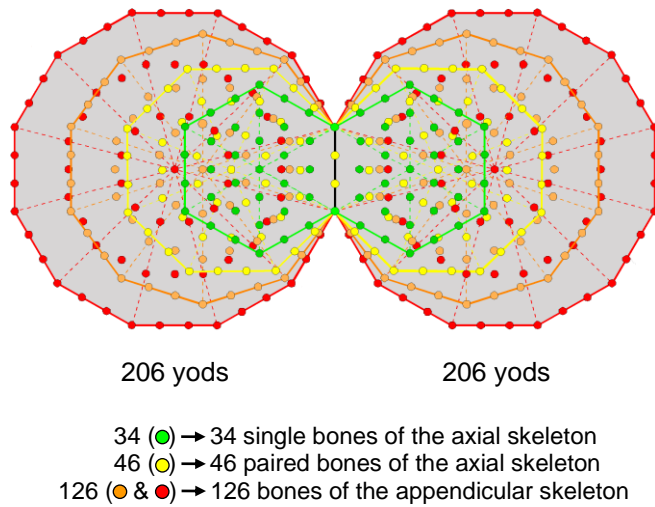 206 yods 206 yods
34 (●) → 34 single bones of the axial skeleton
46 (●) → 46 paired bones of the axial skeleton
126 (● & ●) → 126 bones of the appendicular skeleton